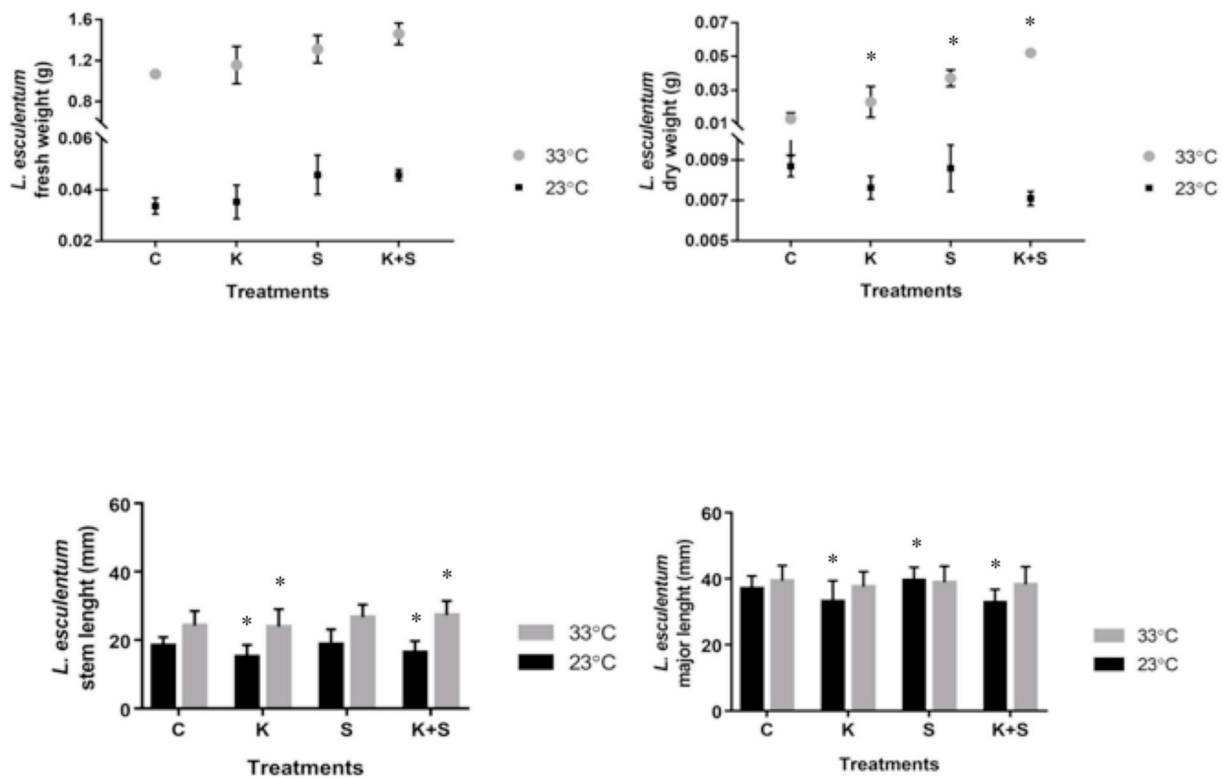 L. esculentum
fresh weight (g)
1.6
1.2
0.8
0.06
0.04
0.02
C K S K+S
Treatments
33°C
23°C
L. esculentum
dry weight (g)
0.07
0.05
0.03
0.01
0.009
0.007
0.005
* * *
C K S K+S
Treatments
33°C
23°C
L. esculentum
stem lenght (mm)
60
40
20
0
* * * *
C K S K+S
Treatments
33°C
23°C
L. esculentum
major lenght (mm)
60
40
20
0
* * *
C K S K+S
Treatments
33°C
23°C